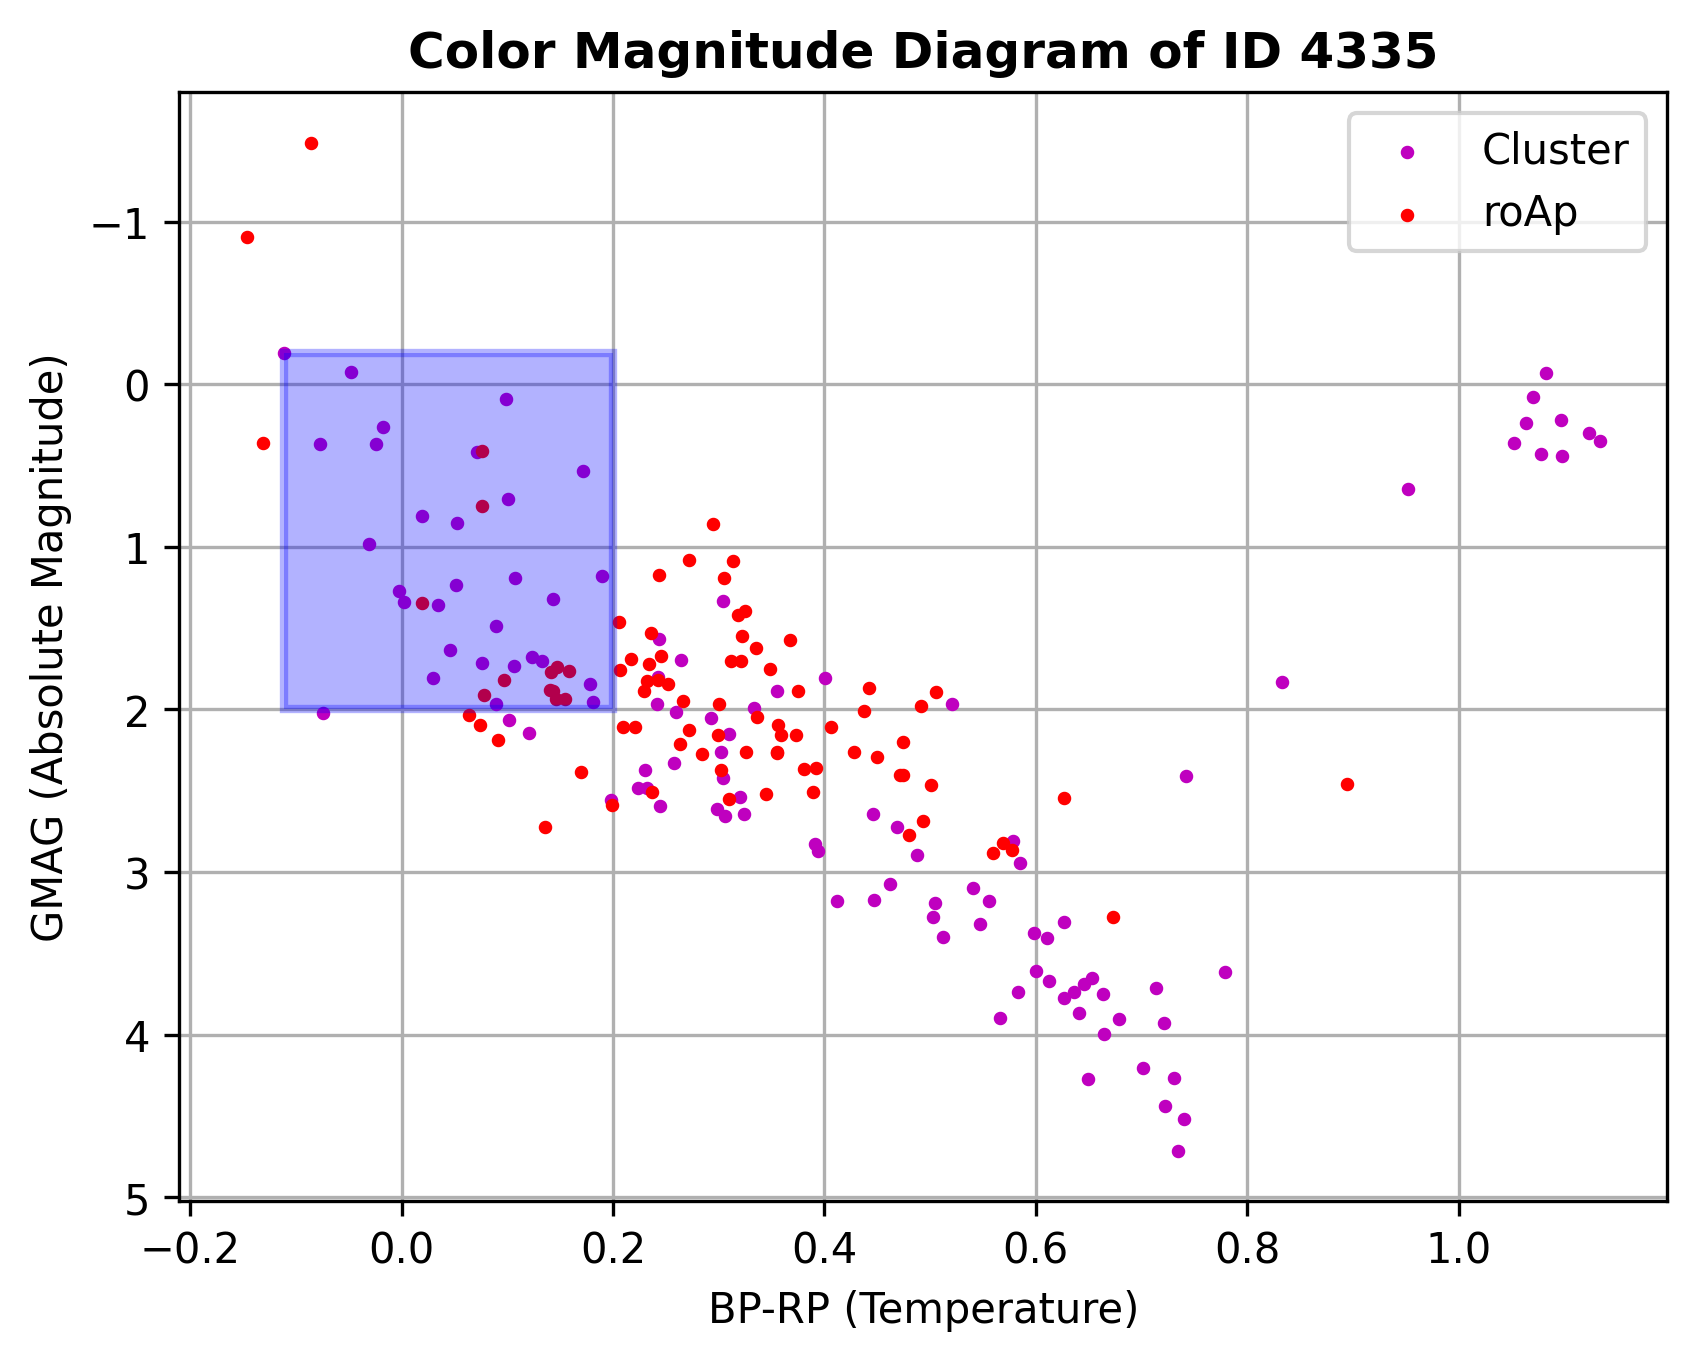 Color Magnitude Diagram of ID 4335
Cluster
roAp
GMAG (Absolute Magnitude)
−1
0
1
2
3
4
5
−0.2 0.0 0.2 0.4 0.6 0.8 1.0
BP-RP (Temperature)